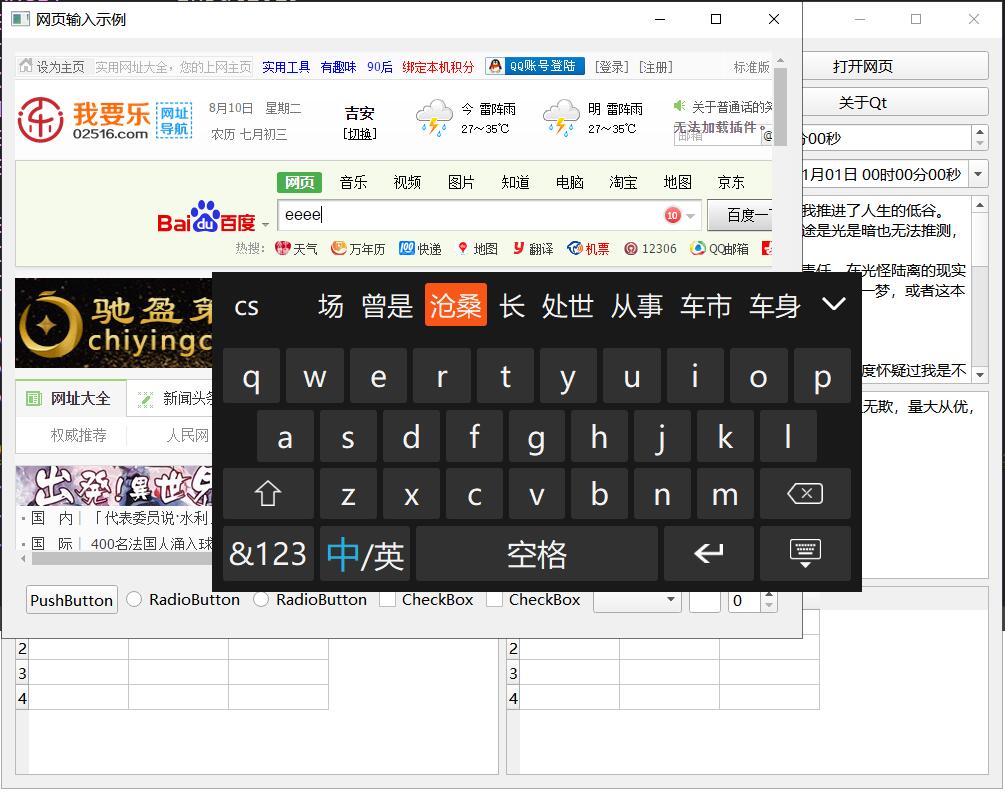 网页输入示例
设为主页 实用网址大全，您的上网主页 实用工具 有趣味 90后 绑定本机积分 QQ账号登陆 [登录] [注册] 标准版
我要乐
02516.com
网址
导航
8月10日 星期二
农历 七月初三
吉安
[切换]
今 雷阵雨
27～35℃
明 雷阵雨
27～35℃
关于普通话的笑
无法加载插件。
邮箱 @
网页 音乐 视频 图片 知道 电脑 淘宝 地图 京东
Bai du 百度
eeee
10
百度一下
热搜： 天气 万年历 快递 地图 翻译 机票 12306 QQ邮箱
驰盈第
chiyingc
网址大全 新闻头条
权威推荐 人民网
出発!異世界
国 内 「代表委员说·水利
国 际 400名法国人涌入球
PushButton RadioButton RadioButton CheckBox CheckBox 0
cs 场 曾是 沧桑 长 处世 从事 车市 车身
q w e r t y u i o p
a s d f g h j k l
z x c v b n m
&123 中/英 空格
打开网页
关于Qt
分00秒
1月01日 00时00分00秒
我推进了人生的低谷。
途是光是暗也无法推测，
责任，在光怪陆离的现实
一梦，或者这本
度怀疑过我是不
无欺，量大从优，
2
3
4
2
3
4